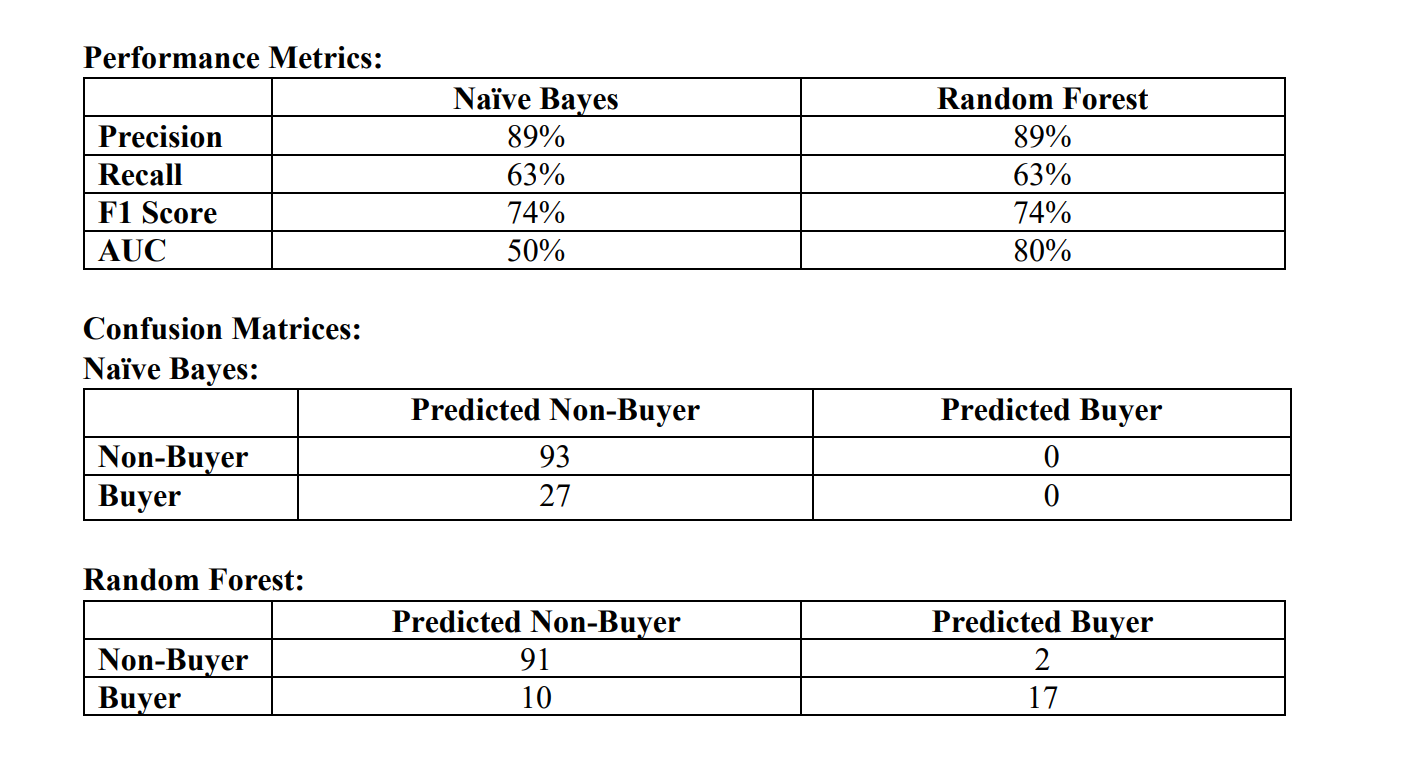 Performance Metrics:
Naïve Bayes Random Forest
Precision 89% 89%
Recall 63% 63%
F1 Score 74% 74%
AUC 50% 80%
Confusion Matrices:
Naïve Bayes:
Predicted Non-Buyer Predicted Buyer
Non-Buyer 93 0
Buyer 27 0
Random Forest:
Predicted Non-Buyer Predicted Buyer
Non-Buyer 91 2
Buyer 10 17